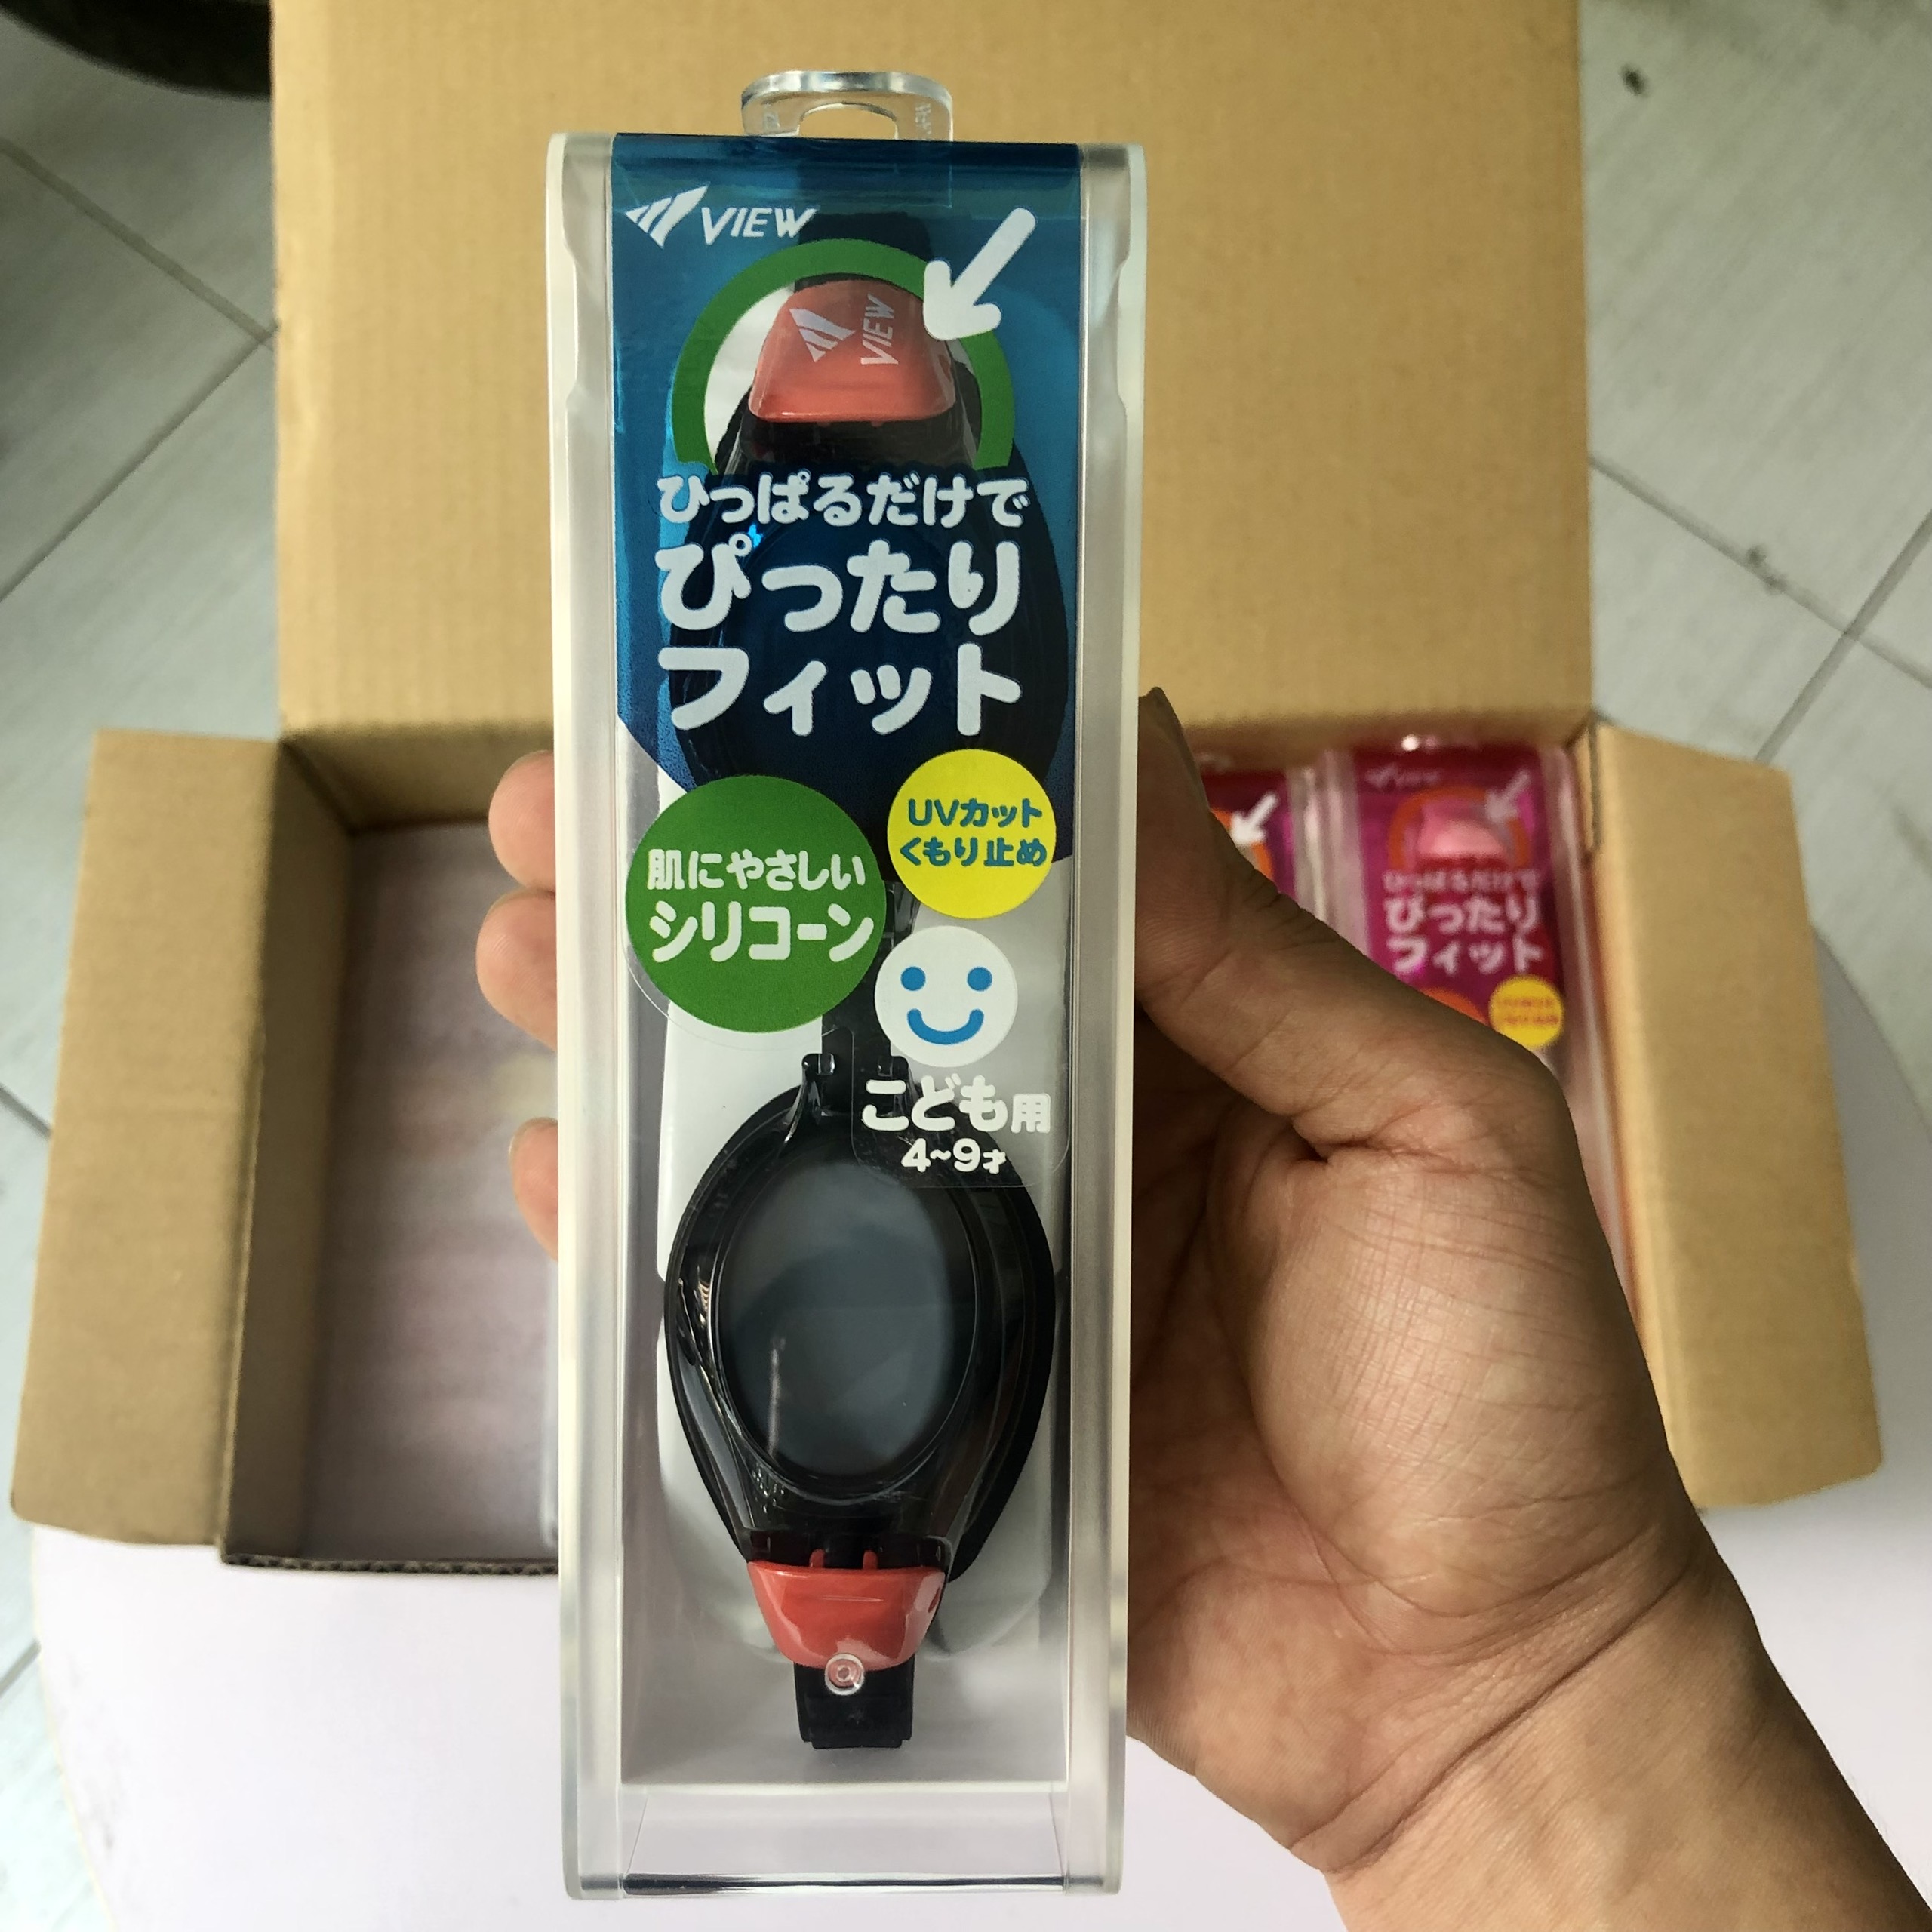 VIEW
VIEW
ひっぱるだけで
ぴったり
フィット
UVカット
くもり止め
肌にやさしい
シリコーン
こども用
4~9才
VIEW
ひっぱるだけで
ぴったり
フィット